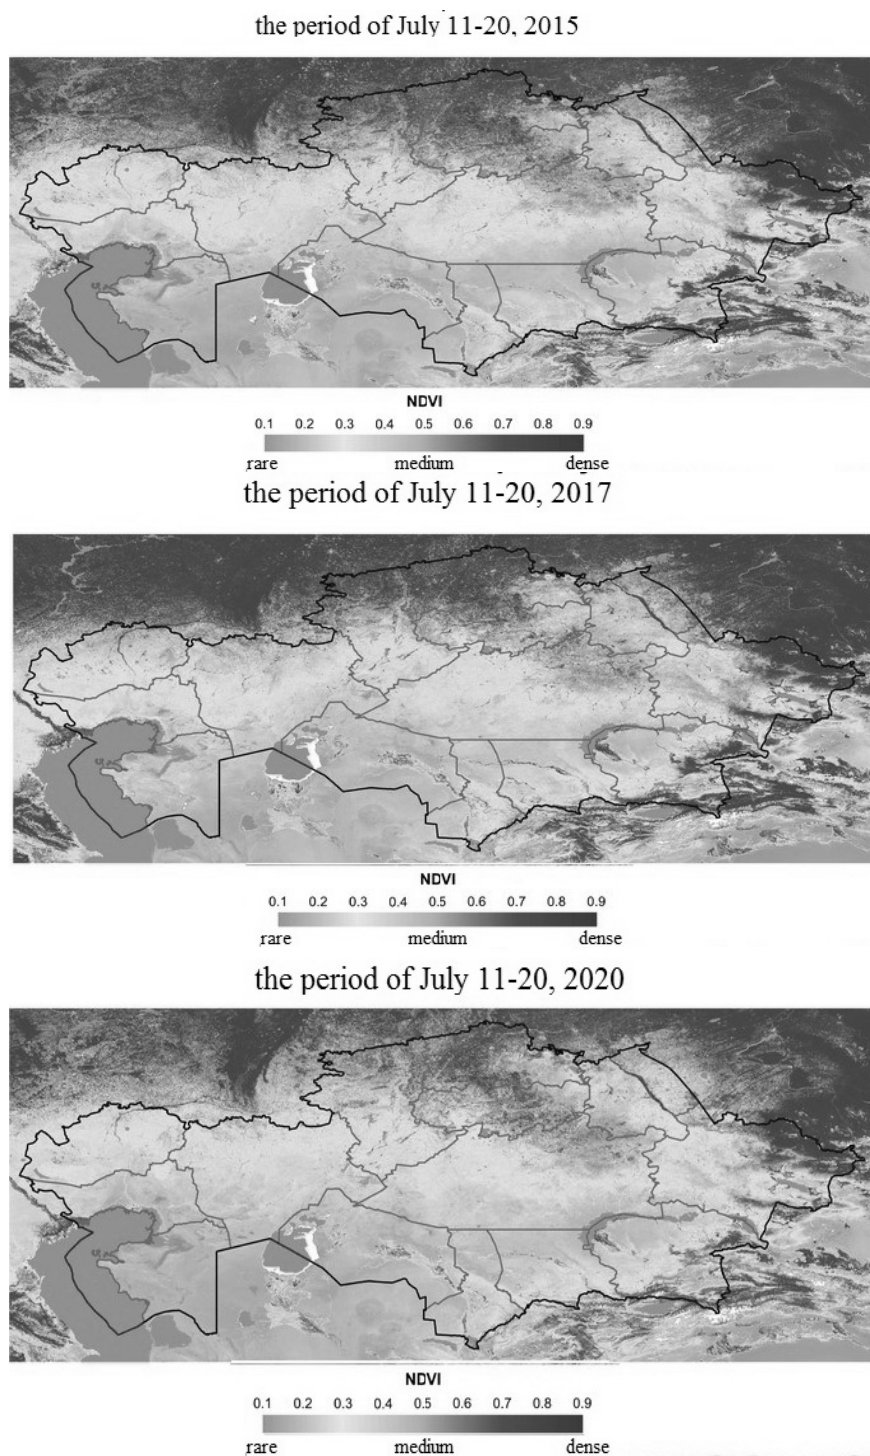 the period of July 11-20, 2015
NDVI
0.1 0.2 0.3 0.4 0.5 0.6 0.7 0.8 0.9
rare medium dense
the period of July 11-20, 2017
NDVI
0.1 0.2 0.3 0.4 0.5 0.6 0.7 0.8 0.9
rare medium dense
the period of July 11-20, 2020
NDVI
0.1 0.2 0.3 0.4 0.5 0.6 0.7 0.8 0.9
rare medium dense